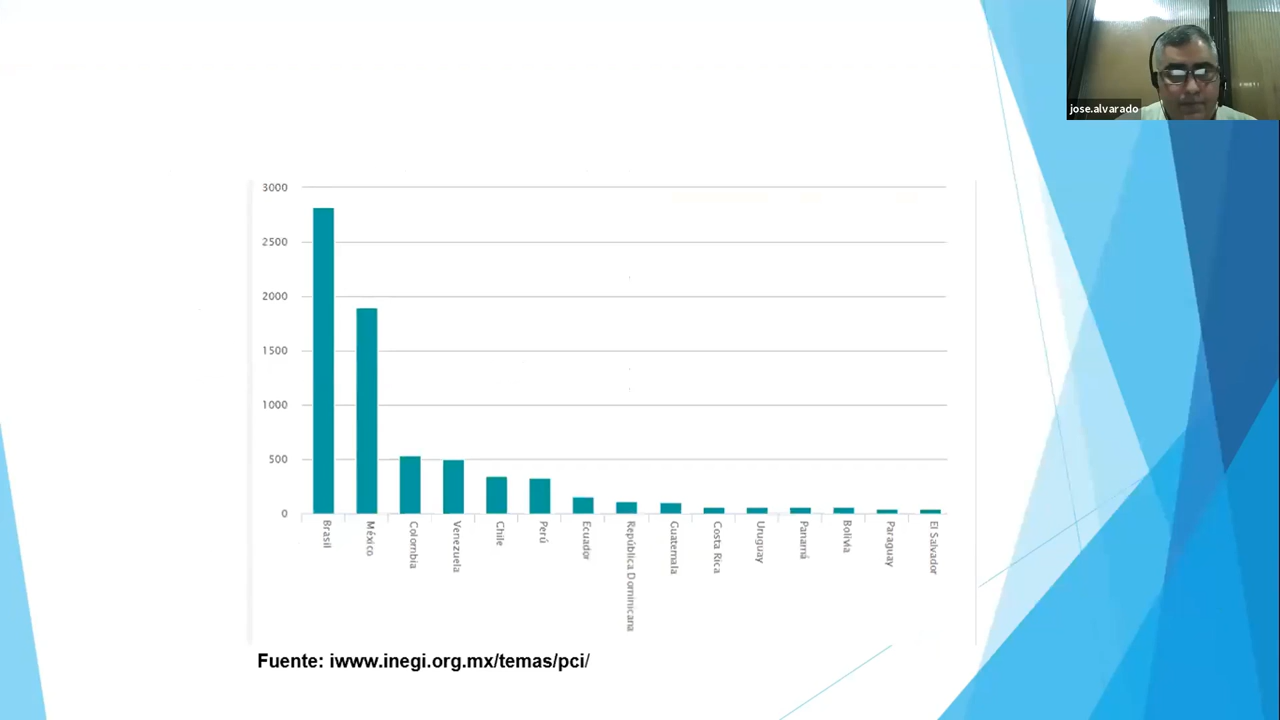 jose.alvarado
3000
2500
2000
1500
1000
500
0
Brasil
México
Colombia
Venezuela
Chile
Perú
Ecuador
República Dominicana
Guatemala
Costa Rica
Uruguay
Panamá
Bolivia
Paraguay
El Salvador
Fuente: iwww.inegi.org.mx/temas/pci/